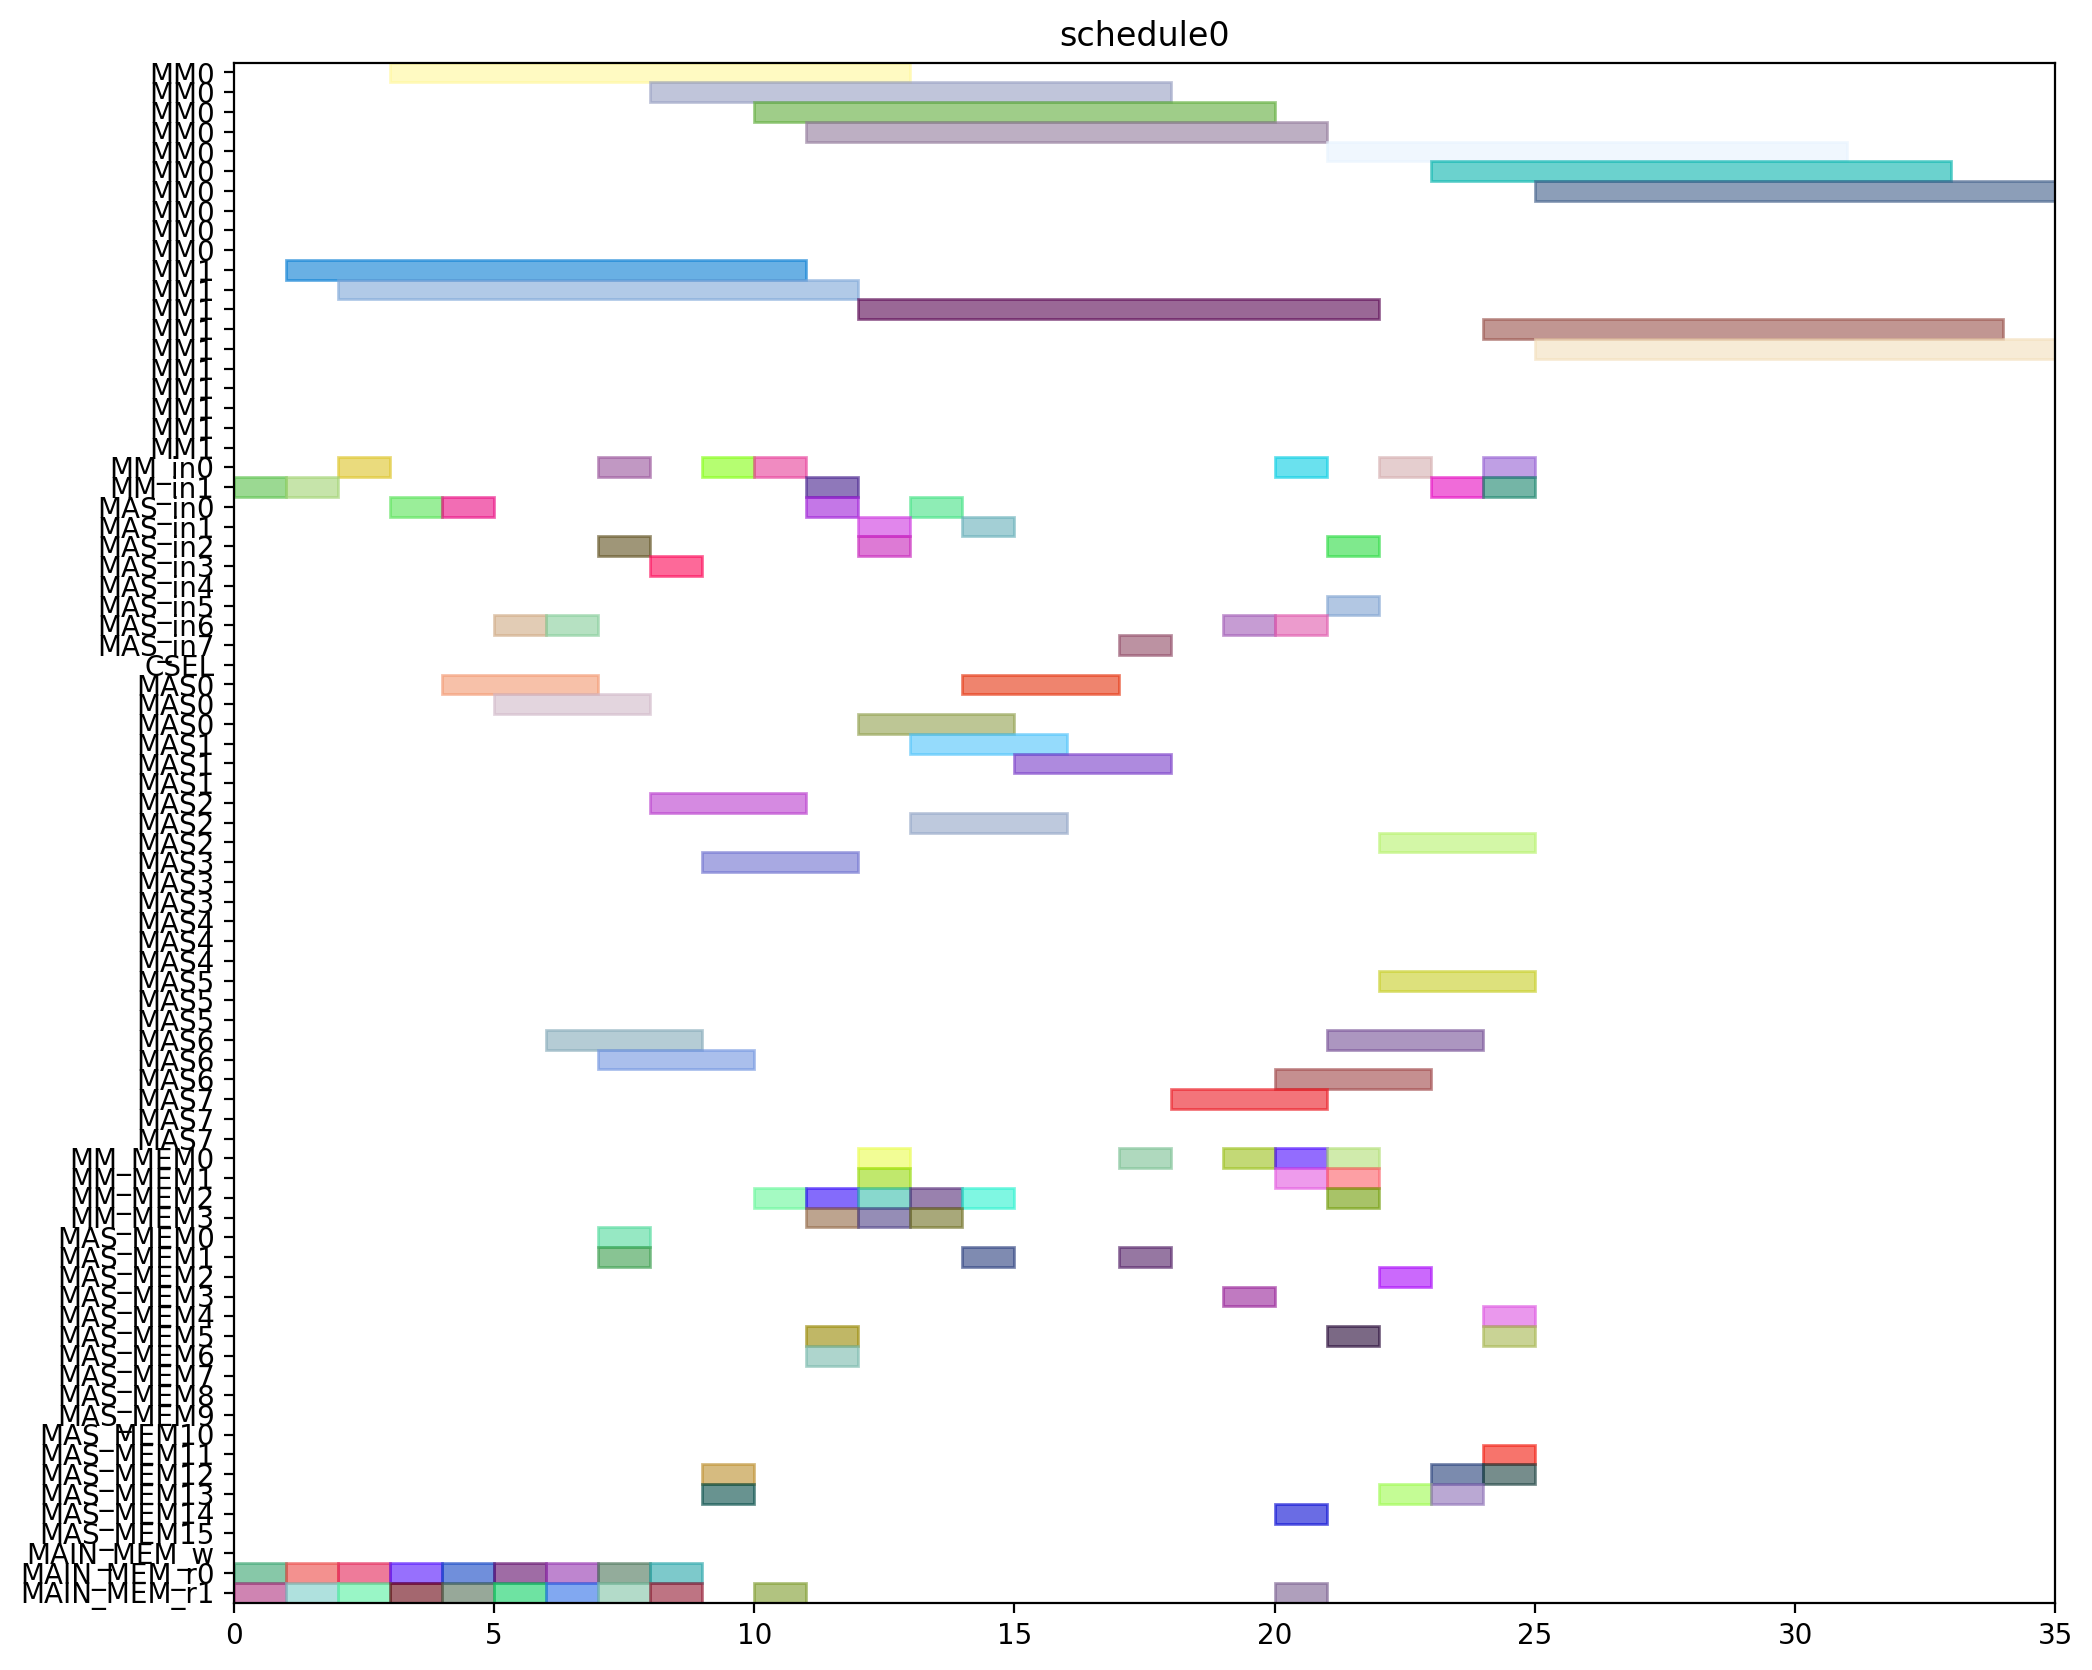 schedule0
MM0
MM0
MM0
MM0
MM0
MM0
MM0
MM0
MM0
MM0
MM1
MM1
MM1
MM1
MM1
MM1
MM1
MM1
MM1
MM1
MM_in0
MM_in1
MAS_in0
MAS_in1
MAS_in2
MAS_in3
MAS_in4
MAS_in5
MAS_in6
MAS_in7
CSEL
MAS0
MAS0
MAS0
MAS1
MAS1
MAS1
MAS2
MAS2
MAS2
MAS3
MAS3
MAS3
MAS4
MAS4
MAS4
MAS5
MAS5
MAS5
MAS6
MAS6
MAS6
MAS7
MAS7
MAS7
MM_MEM0
MM_MEM1
MM_MEM2
MM_MEM3
MAS_MEM0
MAS_MEM1
MAS_MEM2
MAS_MEM3
MAS_MEM4
MAS_MEM5
MAS_MEM6
MAS_MEM7
MAS_MEM8
MAS_MEM9
MAS_MEM10
MAS_MEM11
MAS_MEM12
MAS_MEM13
MAS_MEM14
MAS_MEM15
MAIN_MEM_w
MAIN_MEM_r0
MAIN_MEM_r1
0 5 10 15 20 25 30 35